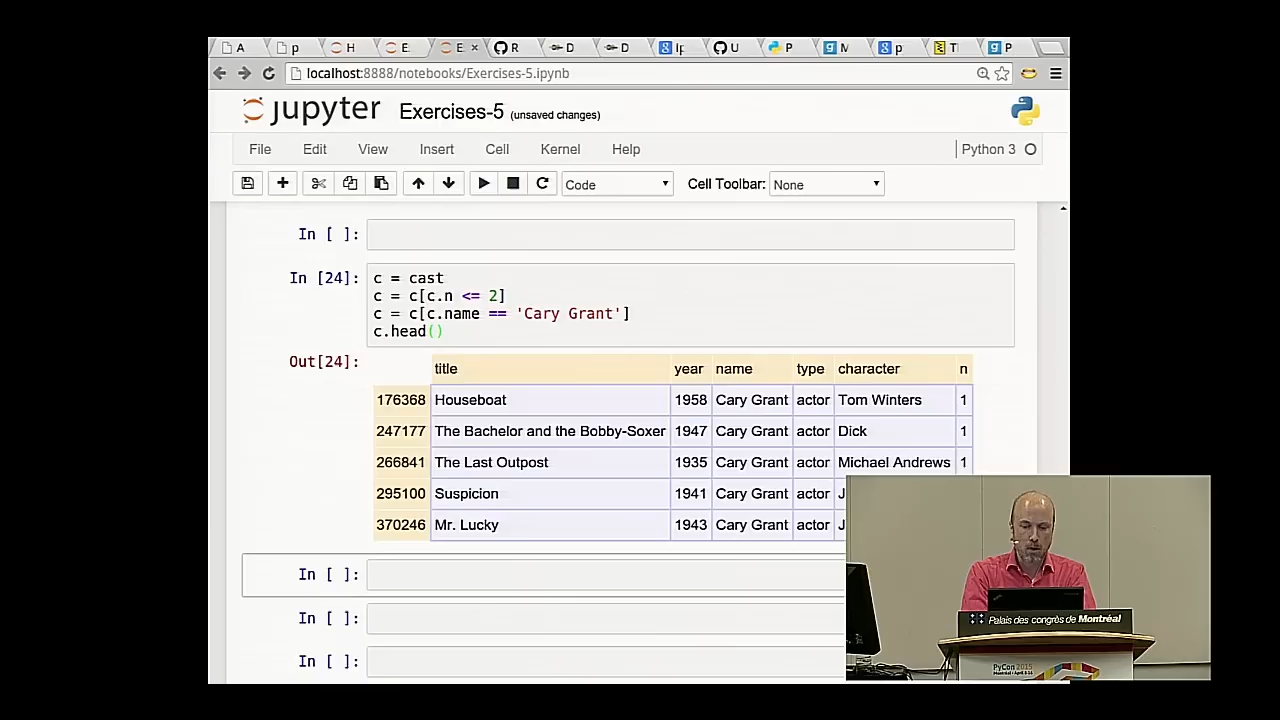 A p H E. E R D D Ip U P M p T P
localhost:8888/notebooks/Exercises-5.ipynb
jupyter Exercises-5 (unsaved changes)
File Edit View Insert Cell Kernel Help Python 3
Code Cell Toolbar: None
In [ ]:
In [24]: c = cast
c = c[c.n <= 2]
c = c[c.name == 'Cary Grant']
c.head()
Out[24]:
title year name type character n
176368 Houseboat 1958 Cary Grant actor Tom Winters 1
247177 The Bachelor and the Bobby-Soxer 1947 Cary Grant actor Dick 1
266841 The Last Outpost 1935 Cary Grant actor Michael Andrews 1
295100 Suspicion 1941 Cary Grant actor J
370246 Mr. Lucky 1943 Cary Grant actor J
In [ ]:
In [ ]:
In [ ]:
Palais des congrès de Montréal
PyCon 2015